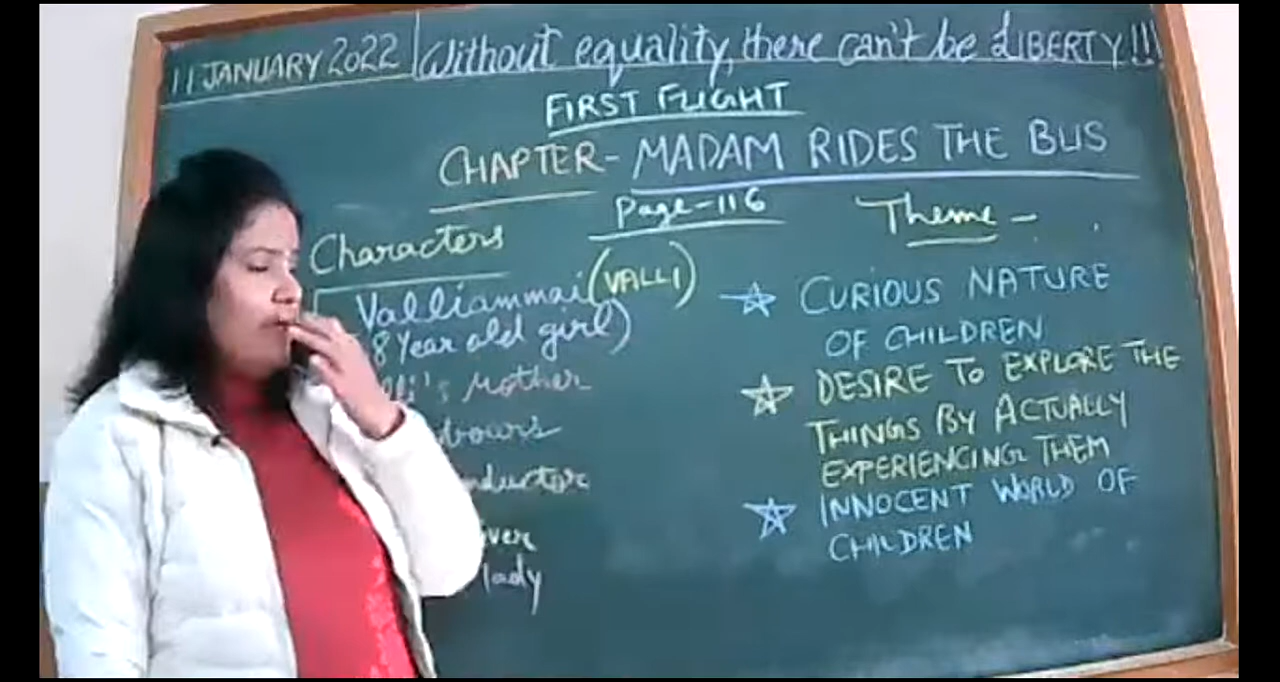 11 JANUARY 2022 | Without equality, there can't be LIBERTY!!
FIRST FLIGHT
CHAPTER- MADAM RIDES THE BUS
Page-116
Characters
Valliammai (VALLI)
8 Year old girl)
Mother
lady
Theme -
☆ CURIOUS NATURE
OF CHILDREN
☆ DESIRE TO EXPLORE THE
THINGS BY ACTUALLY
EXPERIENCING THEM
☆ INNOCENT WORLD OF
CHILDREN